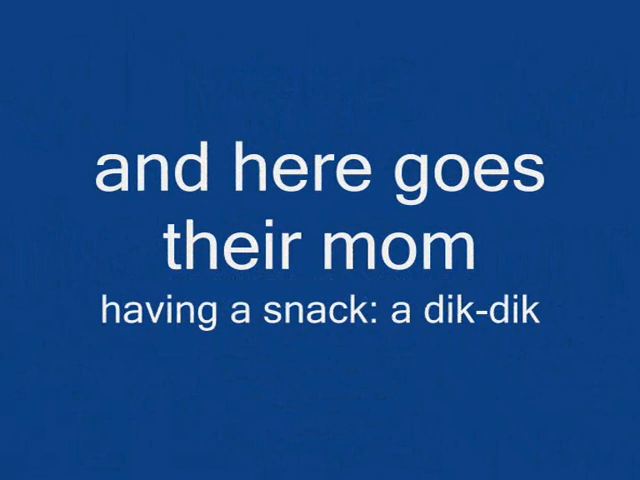 and here goes
their mom
having a snack: a dik-dik